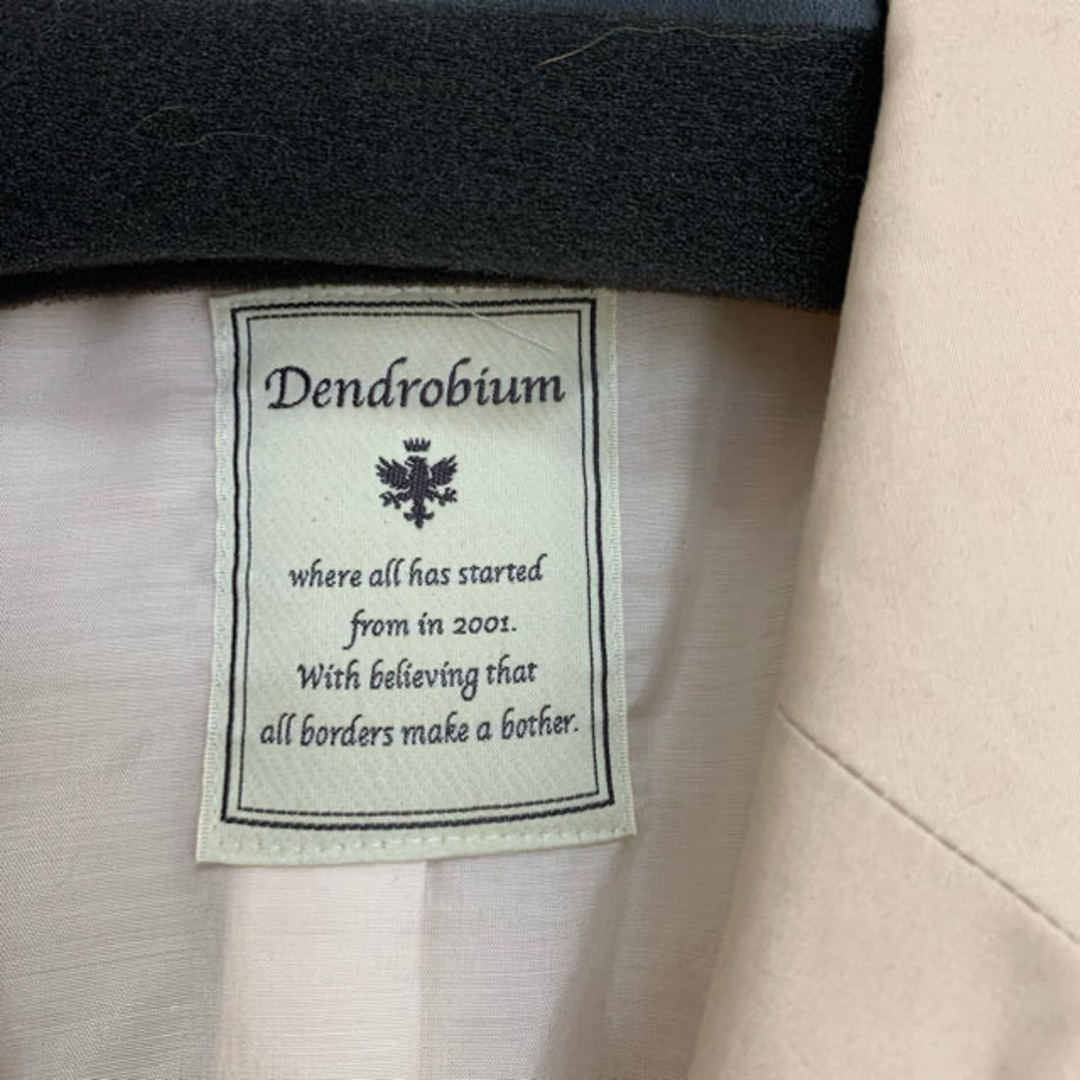 Dendrobium
where all has started
from in 2001.
With believing that
all borders make a bother.